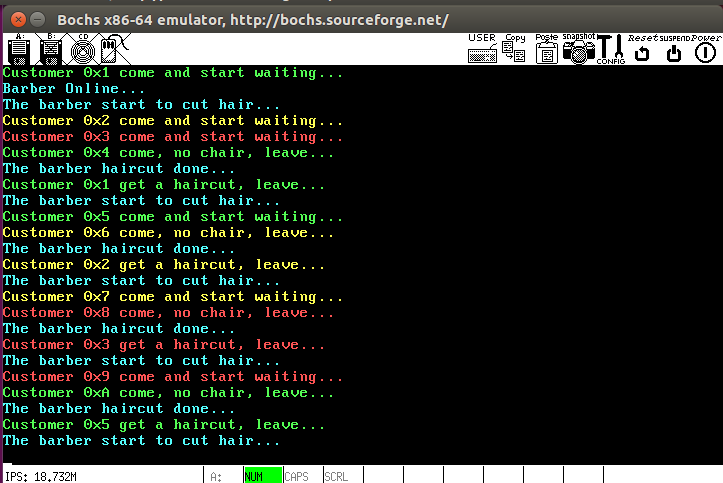 Bochs x86-64 emulator, http://bochs.sourceforge.net/
A: B: CD USER Copy Paste snapshot CONFIG Reset SUSPEND Power
Customer 0x1 come and start waiting...
Barber Online...
The barber start to cut hair...
Customer 0x2 come and start waiting...
Customer 0x3 come and start waiting...
Customer 0x4 come, no chair, leave...
The barber haircut done...
Customer 0x1 get a haircut, leave...
The barber start to cut hair...
Customer 0x5 come and start waiting...
Customer 0x6 come, no chair, leave...
The barber haircut done...
Customer 0x2 get a haircut, leave...
The barber start to cut hair...
Customer 0x7 come and start waiting...
Customer 0x8 come, no chair, leave...
The barber haircut done...
Customer 0x3 get a haircut, leave...
The barber start to cut hair...
Customer 0x9 come and start waiting...
Customer 0xA come, no chair, leave...
The barber haircut done...
Customer 0x5 get a haircut, leave...
The barber start to cut hair...
IPS: 18.732M A: NUM CAPS SCRL